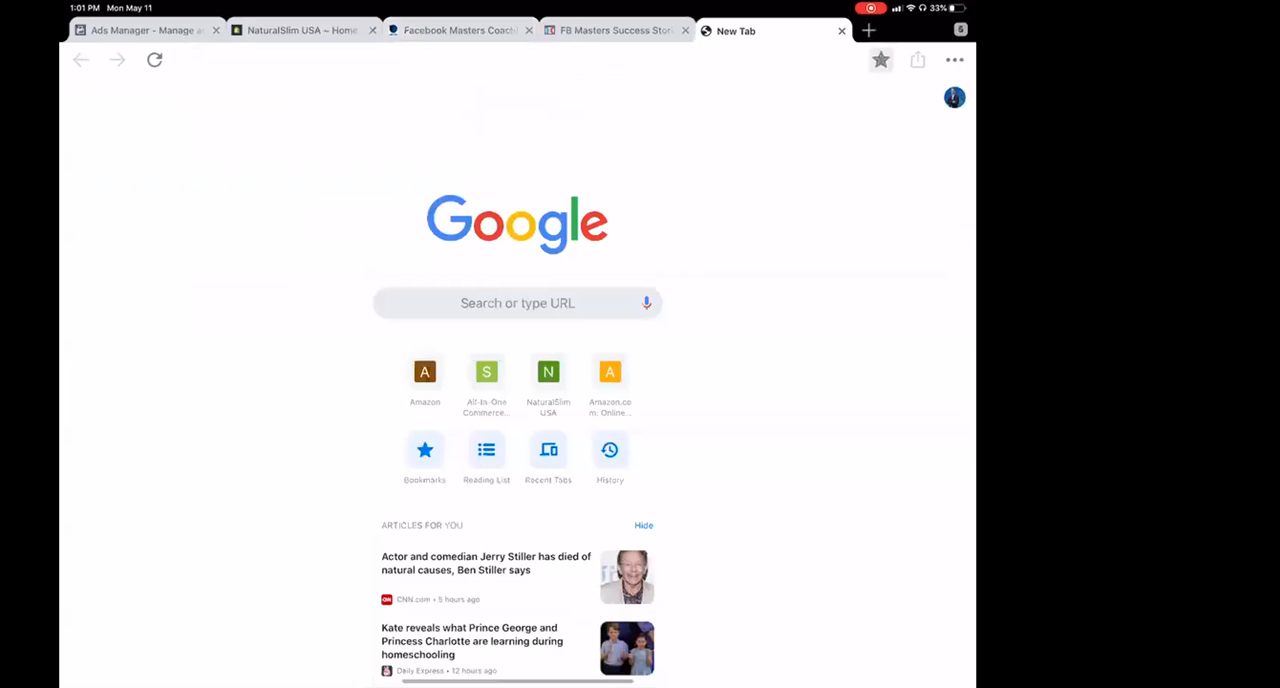 1:01 PM Mon May 11
33%
Ads Manager - Manage a
NaturalSlim USA – Home
Facebook Masters Coach
FB Masters Success Stori
New Tab
6
Google
Search or type URL
A
S
N
A
Amazon
All-In-One Commerce...
NaturalSlim USA
Amazon.co m. Online...
Bookmarks
Reading List
Recent Tabs
History
ARTICLES FOR YOU
Hide
Actor and comedian Jerry Stiller has died of
natural causes, Ben Stiller says
CNN.com • 5 hours ago
Kate reveals what Prince George and
Princess Charlotte are learning during
homeschooling
Daily Express • 12 hours ago